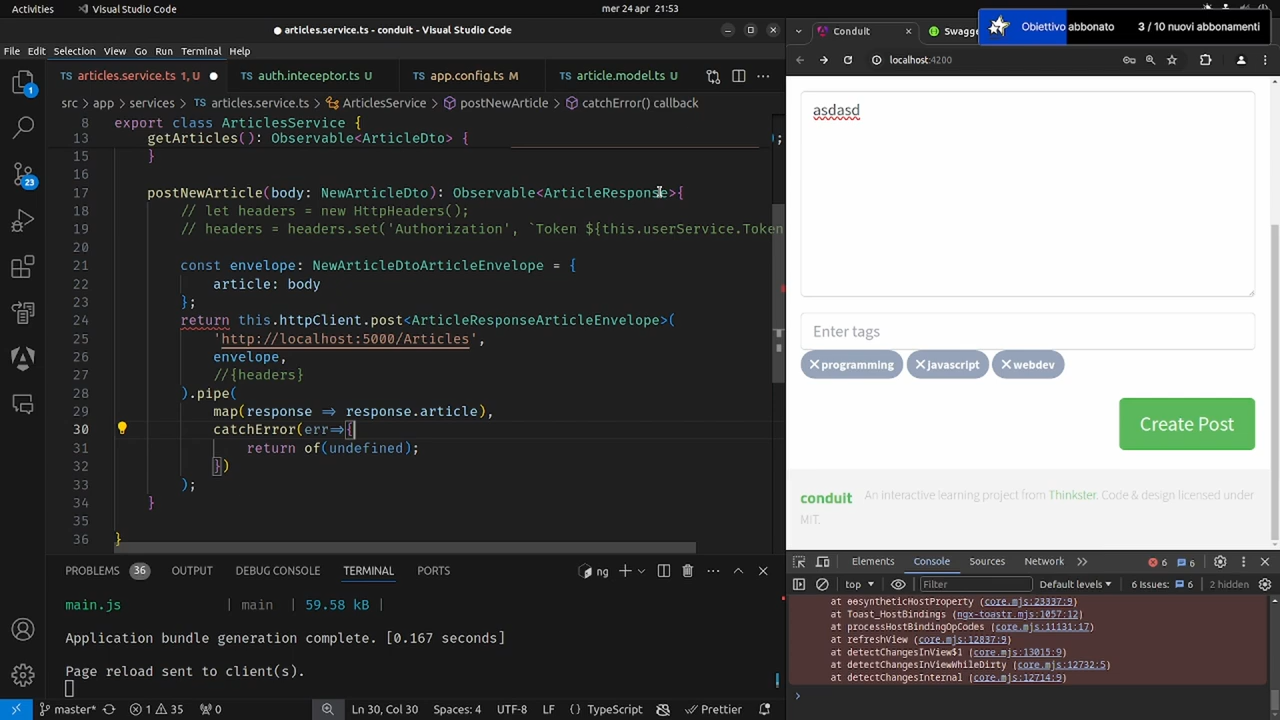 Activities
Visual Studio Code
mer 24 apr 21:53
● articles.service.ts - conduit - Visual Studio Code
File Edit Selection View Go Run Terminal Help
articles.service.ts 1, U ●
auth.inteceptor.ts U
app.config.ts M
article.model.ts U
src > app > services > TS articles.service.ts > ArticlesService > postNewArticle > catchError() callback
8 export class ArticlesService {
13 getArticles(): Observable<ArticleDto> {
15 }
16
17 postNewArticle(body: NewArticleDto): Observable<ArticleResponse>{
18 // let headers = new HttpHeaders();
19 // headers = headers.set('Authorization', `Token ${this.userService.Token
20
21 const envelope: NewArticleDtoArticleEnvelope = {
22 article: body
23 };
24 return this.httpClient.post<ArticleResponseArticleEnvelope>(
25 'http://localhost:5000/Articles',
26 envelope,
27 //{headers}
28 ).pipe(
29 map(response => response.article),
30 catchError(err=>{
31 return of(undefined);
32 })
33 );
34 }
35
36 }
PROBLEMS 36 OUTPUT DEBUG CONSOLE TERMINAL PORTS
ng
main.js | main | 59.58 kB |
Application bundle generation complete. [0.167 seconds]
Page reload sent to client(s).
master* 1 35 0 Ln 30, Col 30 Spaces: 4 UTF-8 LF {} TypeScript Prettier
1
23
Conduit
Swagge
Obiettivo abbonato 3 / 10 nuovi abbonamenti
localhost:4200
asdasd
Enter tags
programming
javascript
webdev
Create Post
conduit An interactive learning project from Thinkster. Code & design licensed under
MIT.
Elements Console Sources Network 6 6
top Filter Default levels 6 Issues: 6 2 hidden
at ɵɵsyntheticHostProperty (core.mjs:23337:9)
at Toast_HostBindings (ngx-toastr.mjs:1057:12)
at processHostBindingOpCodes (core.mjs:11131:17)
at refreshView (core.mjs:12837:9)
at detectChangesInView$1 (core.mjs:13015:9)
at detectChangesInViewWhileDirty (core.mjs:12732:5)
at detectChangesInternal (core.mjs:12714:9)